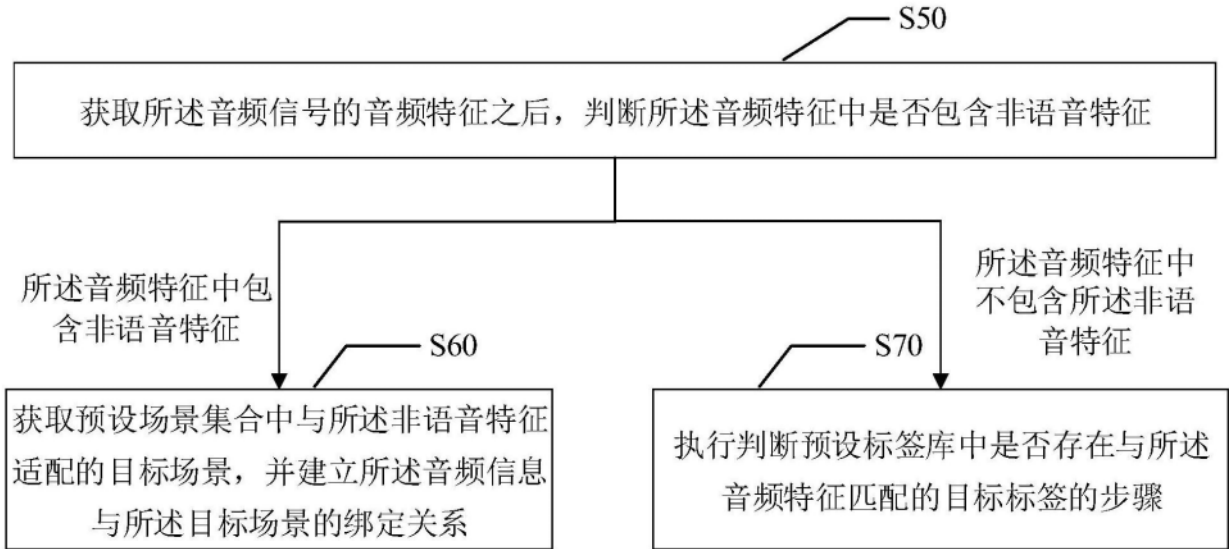 S50
获取所述音频信号的音频特征之后，判断所述音频特征中是否包含非语音特征
所述音频特征中包
含非语音特征
所述音频特征中
不包含所述非语
音特征
S60
获取预设场景集合中与所述非语音特征
适配的目标场景，并建立所述音频信息
与所述目标场景的绑定关系
S70
执行判断预设标签库中是否存在与所述
音频特征匹配的目标标签的步骤